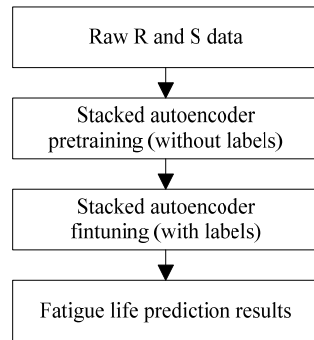 Raw R and S data
Stacked autoencoder
pretraining (without labels)
Stacked autoencoder
fintuning (with labels)
Fatigue life prediction results